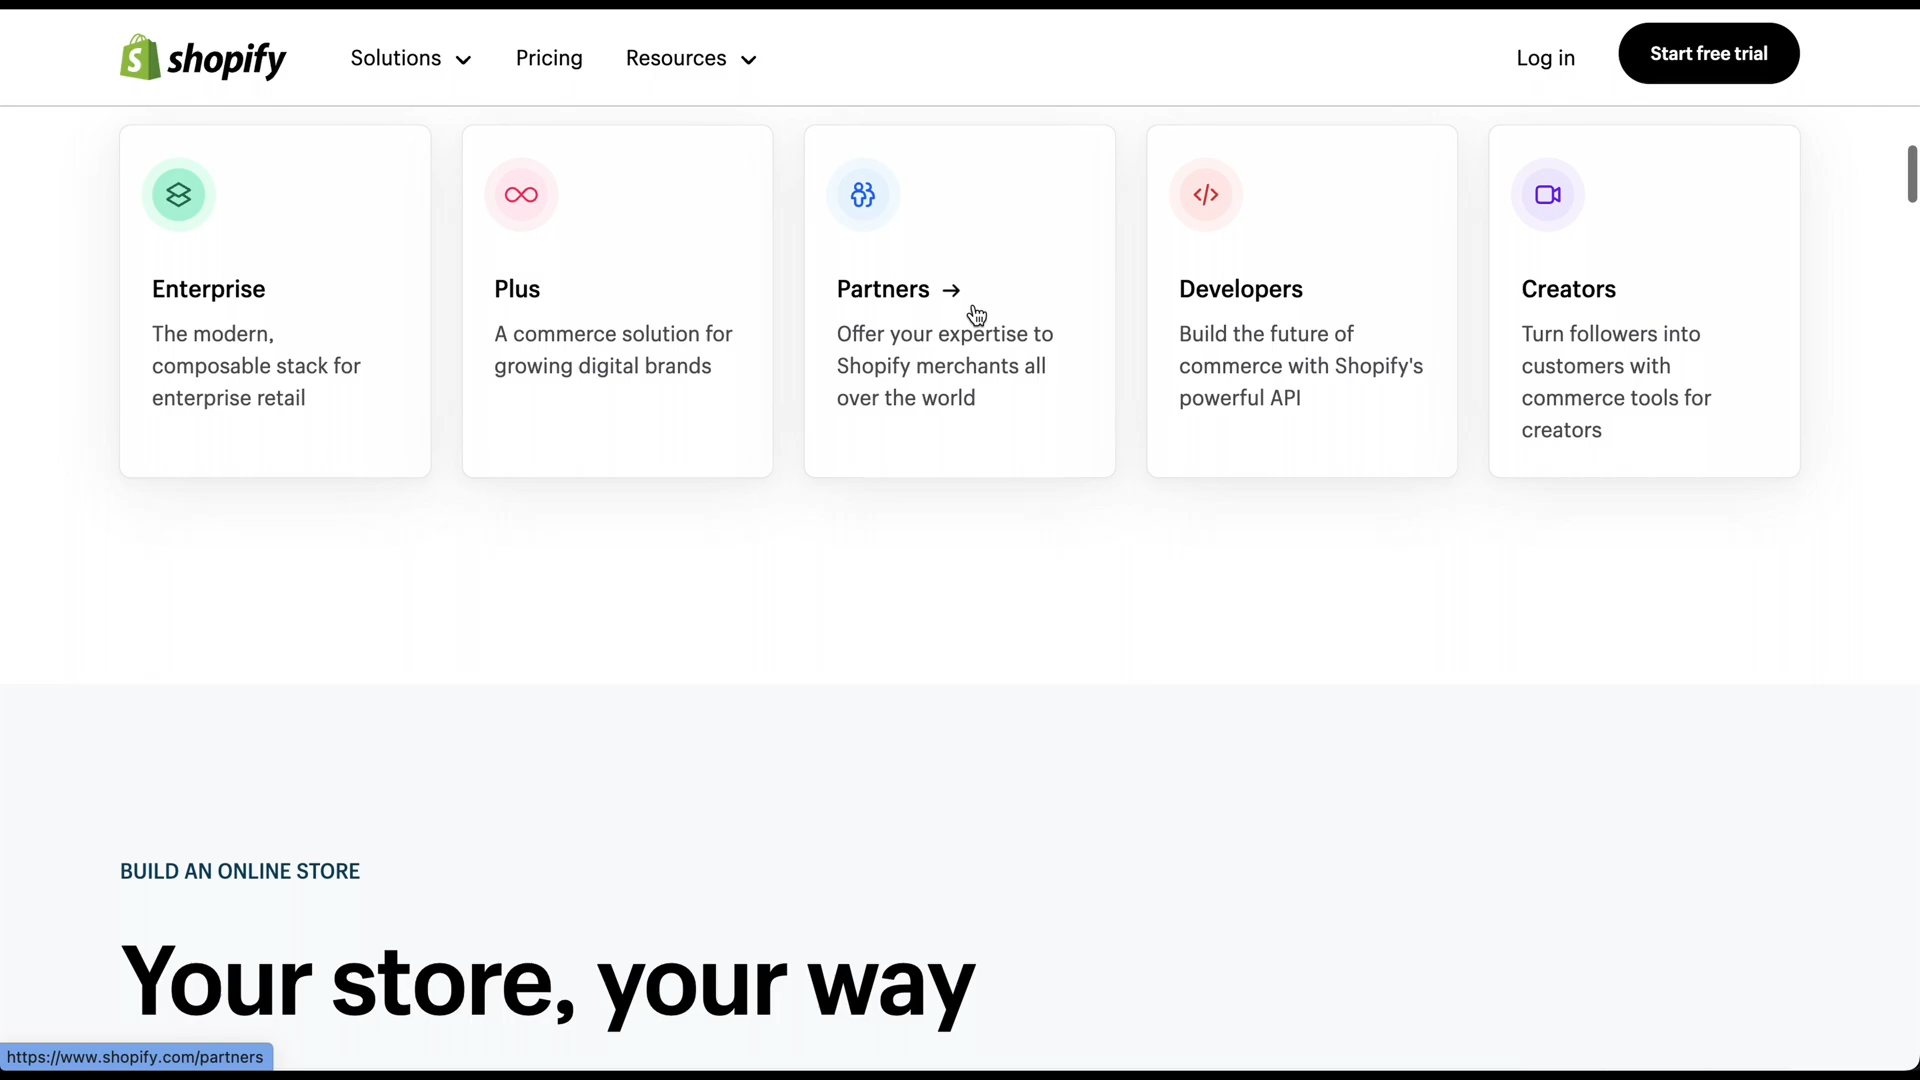 shopify
Solutions
Pricing
Resources
Log in
Start free trial
Enterprise
The modern,
composable stack for
enterprise retail
Plus
A commerce solution for
growing digital brands
Partners →
Offer your expertise to
Shopify merchants all
over the world
</>
Developers
Build the future of
commerce with Shopify's
powerful API
Creators
Turn followers into
customers with
commerce tools for
creators
BUILD AN ONLINE STORE
Your store, your way
https://www.shopify.com/partners